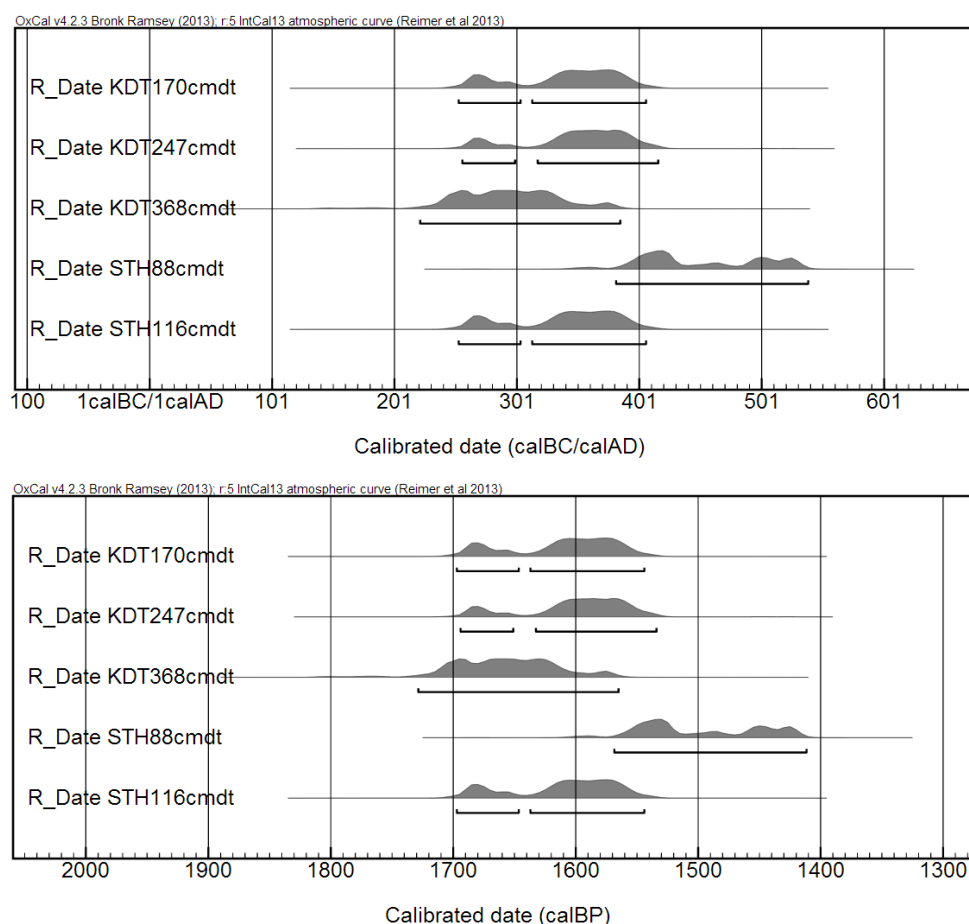 OxCal v4.2.3 Bronk Ramsey (2013); r:5 IntCal13 atmospheric curve (Reimer et al 2013)
R_Date KDT170cmdt
R_Date KDT247cmdt
R_Date KDT368cmdt
R_Date STH88cmdt
R_Date STH116cmdt
100 1calBC/1calAD 101 201 301 401 501 601
Calibrated date (calBC/calAD)
OxCal v4.2.3 Bronk Ramsey (2013); r:5 IntCal13 atmospheric curve (Reimer et al 2013)
R_Date KDT170cmdt
R_Date KDT247cmdt
R_Date KDT368cmdt
R_Date STH88cmdt
R_Date STH116cmdt
2000 1900 1800 1700 1600 1500 1400 1300
Calibrated date (calBP)